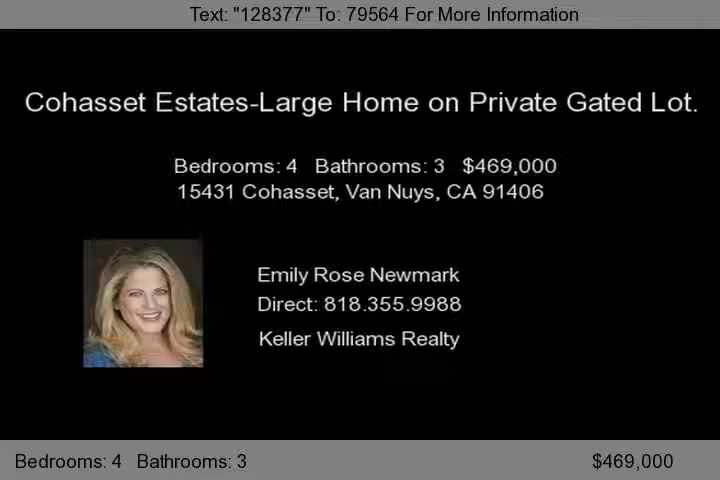 Text: "128377" To: 79564 For More Information
Cohasset Estates-Large Home on Private Gated Lot.
Bedrooms: 4 Bathrooms: 3 $469,000
15431 Cohasset, Van Nuys, CA 91406
Emily Rose Newmark
Direct: 818.355.9988
Keller Williams Realty
Bedrooms: 4 Bathrooms: 3 $469,000